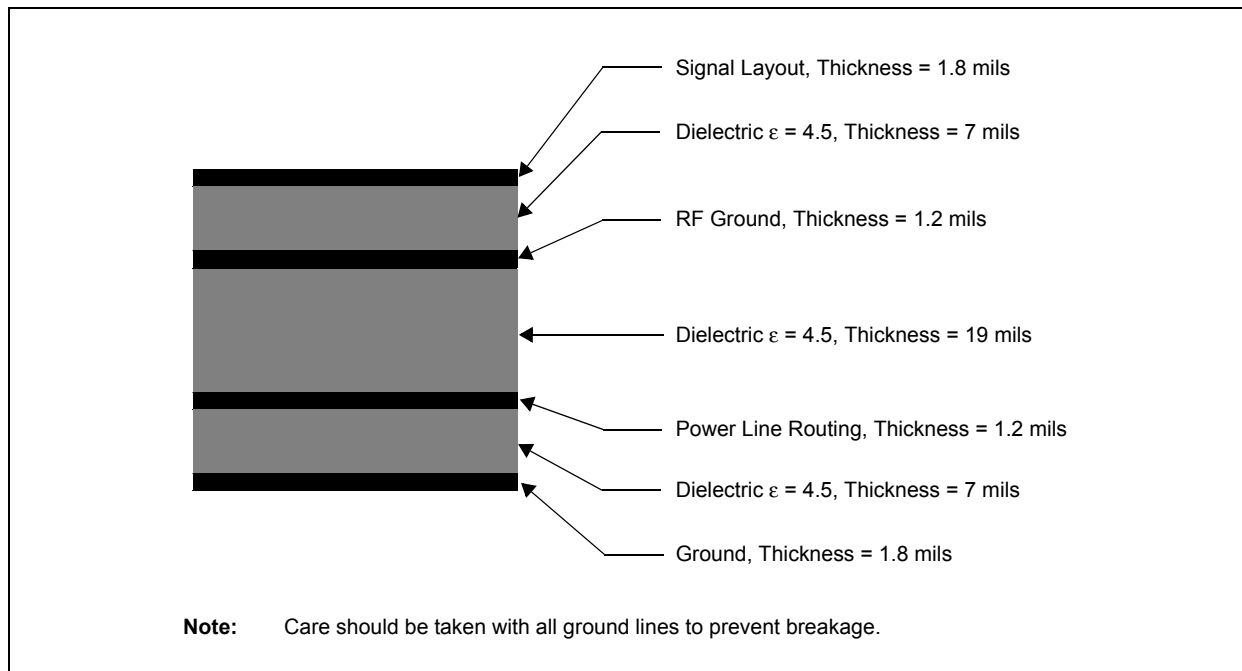 Signal Layout, Thickness = 1.8 mils
Dielectric ε = 4.5, Thickness = 7 mils
RF Ground, Thickness = 1.2 mils
Dielectric ε = 4.5, Thickness = 19 mils
Power Line Routing, Thickness = 1.2 mils
Dielectric ε = 4.5, Thickness = 7 mils
Ground, Thickness = 1.8 mils
Note: Care should be taken with all ground lines to prevent breakage.